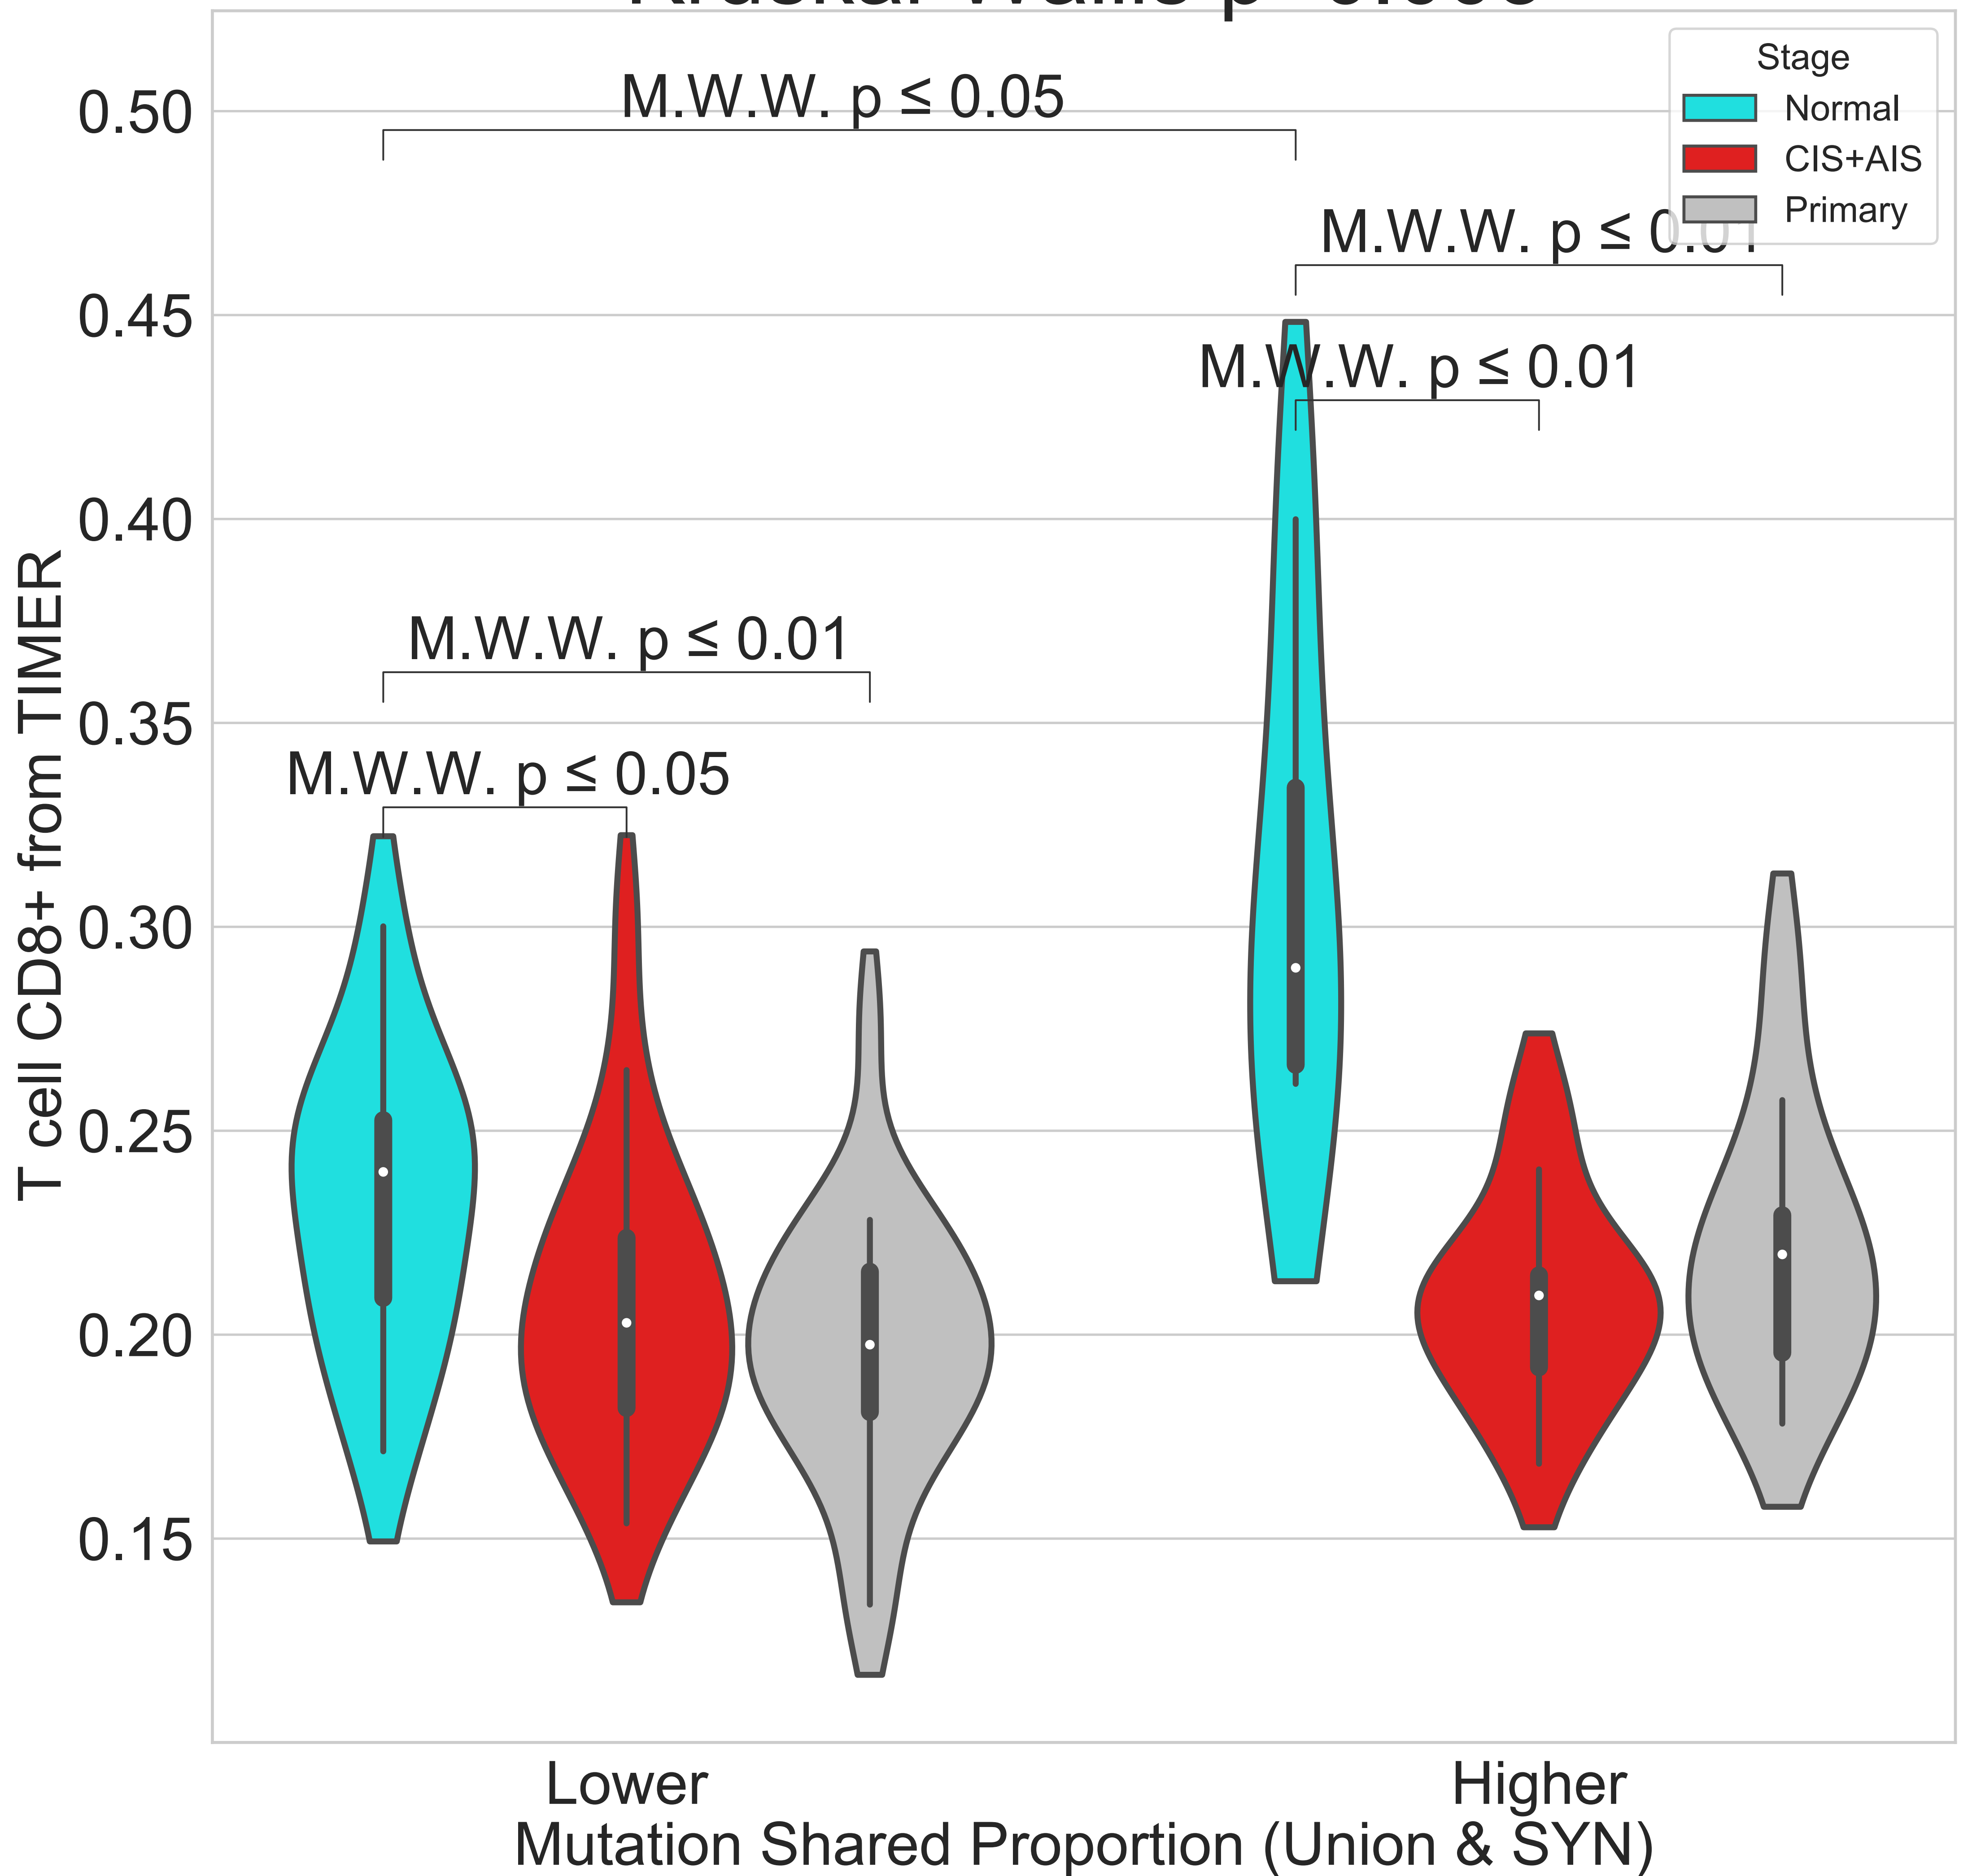 M.W.W. p ≤ 0.05
Stage
Normal
CIS+AIS
Primary
M.W.W. p ≤ 0.01
M.W.W. p ≤ 0.01
M.W.W. p ≤ 0.01
M.W.W. p ≤ 0.05
0.50
0.45
0.40
0.35
0.30
0.25
0.20
0.15
T cell CD8+ from TIMER
Lower
Higher
Mutation Shared Proportion (Union & SYN)